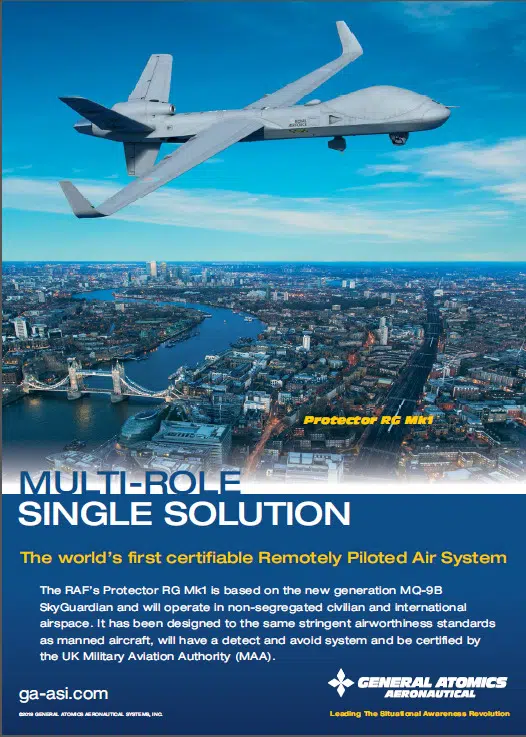 ROYAL
AIR FORCE
Protector RG Mk1
MULTI-ROLE
SINGLE SOLUTION
The world's first certifiable Remotely Piloted Air System
The RAF's Protector RG Mk1 is based on the new generation MQ-9B
SkyGuardian and will operate in non-segregated civilian and international
airspace. It has been designed to the same stringent airworthiness standards
as manned aircraft, will have a detect and avoid system and be certified by
the UK Military Aviation Authority (MAA).
ga-asi.com
GENERAL ATOMICS
AERONAUTICAL
©2019 GENERAL ATOMICS AERONAUTICAL SYSTEMS, INC.
Leading The Situational Awareness Revolution